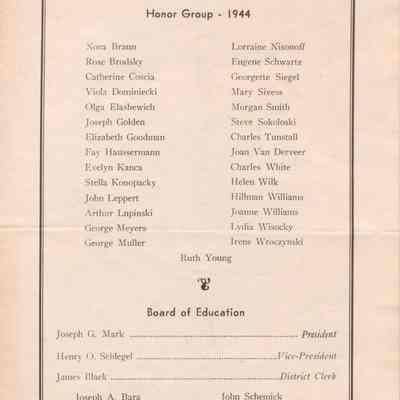 Honor Group - 1944
Nora Braun Lorraine Nixonoff
Rose Brodsky Eugene Schwartz
Catherine Coscia Georgette Siegel
Viola Dominiecki Mary Sivess
Olga Elashewich Morgan Smith
Joseph Golden Steve Sokoloski
Elizabeth Goodman Charles Tunstall
Fay Haussermann Joan Van Derveer
Evelyn Kanca Charles White
Stella Konopacky Helen Wilk
John Leppert Hillman Williams
Arthur Lupinski Joanne Williams
George Meyers Lydia Wisocky
George Muller Irene Wroczynski
Ruth Young
Board of Education
Joseph G. Mark President
Henry O. Schlegel Vice-President
James Black District Clerk
Joseph A. Bara John Schemick